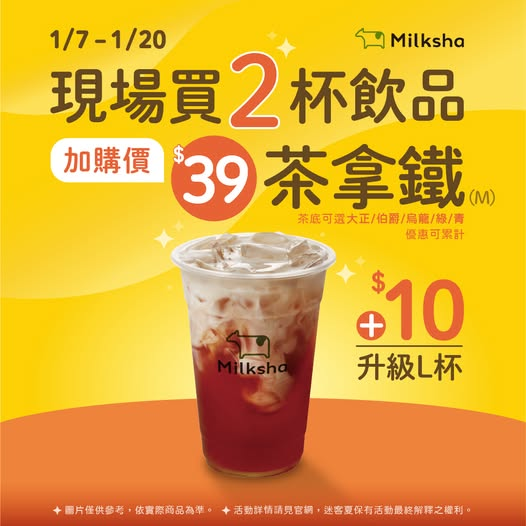 1/7-1/20
Milksha
現場買2杯飲品
加購價 $39 茶拿鐵(M)
茶底可選大正/伯爵/烏龍/綠/青
優惠可累計
$
+10
升級L杯
Milksha
✦ 圖片僅供參考，依實際商品為準。 ✦ 活動詳情請見官網，迷客夏保有活動最終解釋之權利。